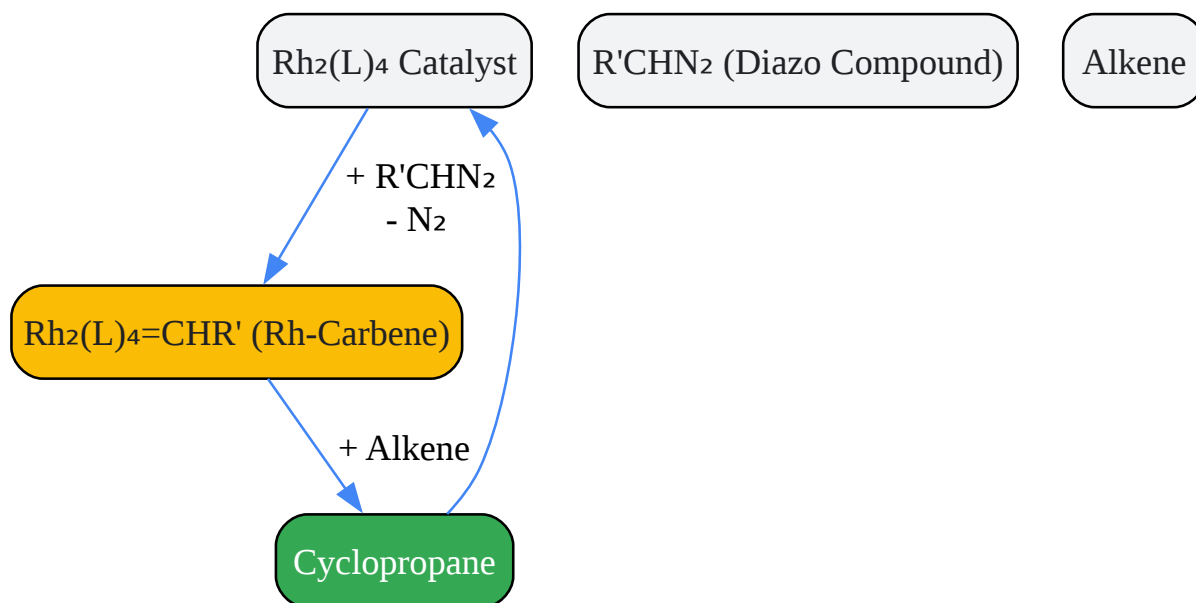 Rh₂(L)₄ Catalyst
R'CHN₂ (Diazo Compound)
Alkene
+ R'CHN₂
- N₂
Rh₂(L)₄=CHR' (Rh-Carbene)
+ Alkene
Cyclopropane